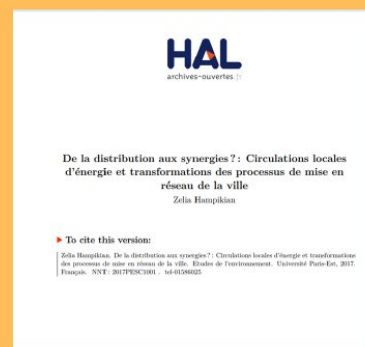 HAL
archives-ouvertes.fr
De la distribution aux synergies ? : Circulations locales
d'énergie et transformations des processus de mise en
réseau de la ville
Zelia Hampikian
To cite this version:
Zelia Hampikian. De la distribution aux synergies ? : Circulations locales d'énergie et transformations
des processus de mise en réseau de la ville. Etudes de l'environnement. Université Paris-Est, 2017.
Français. NNT : 2017PESC1001. tel-01586025